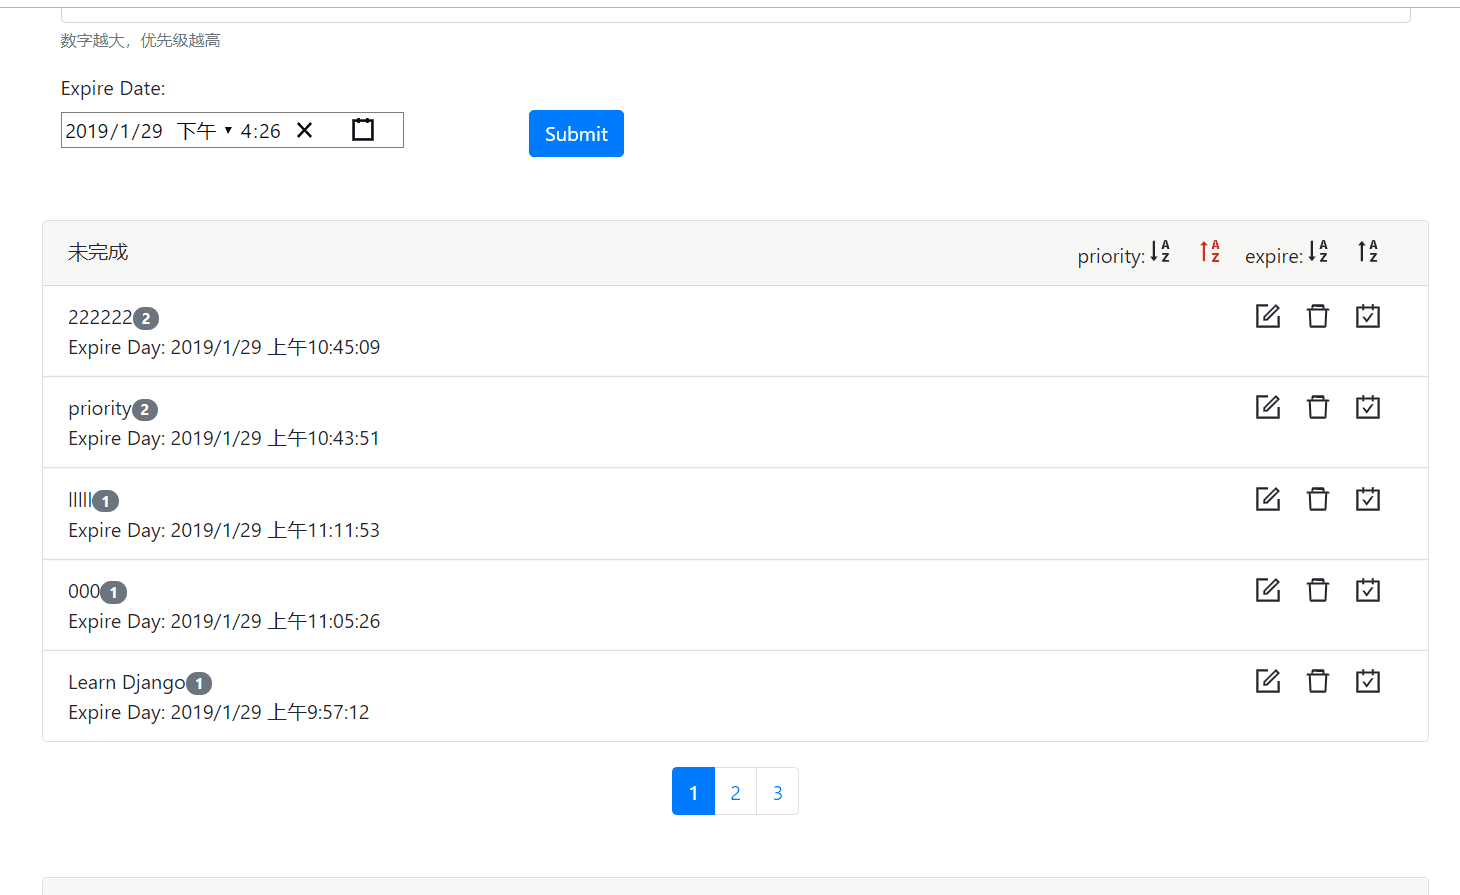 数字越大，优先级越高
Expire Date:
2019/1/29 下午 4:26
Submit
未完成 priority: A Z A Z expire: A Z A Z
222222 2
Expire Day: 2019/1/29 上午10:45:09
priority 2
Expire Day: 2019/1/29 上午10:43:51
lllll 1
Expire Day: 2019/1/29 上午11:11:53
000 1
Expire Day: 2019/1/29 上午11:05:26
Learn Django 1
Expire Day: 2019/1/29 上午9:57:12
1 2 3